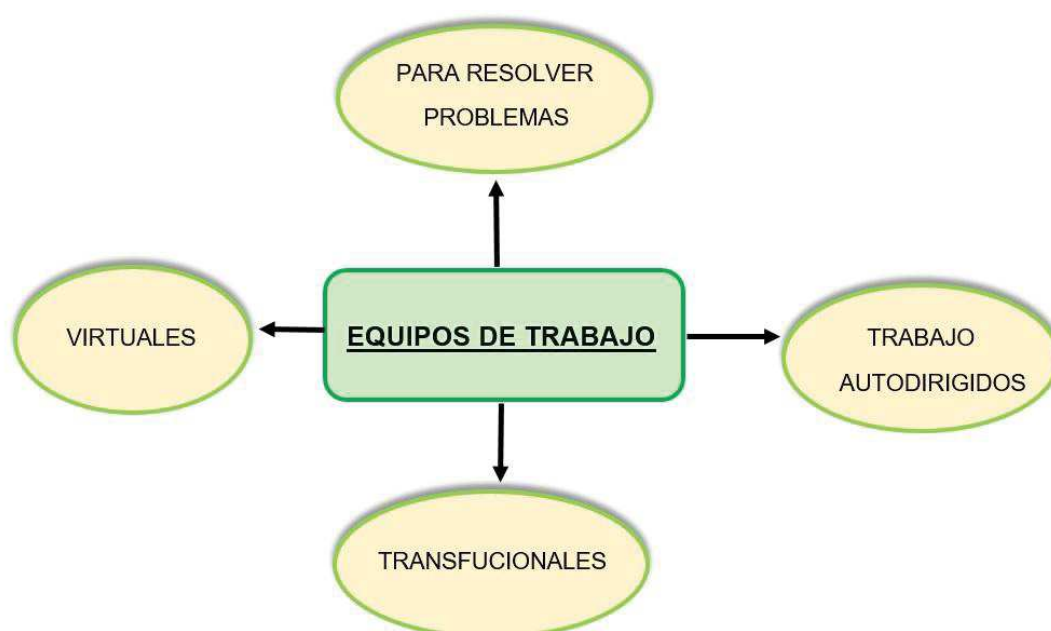 PARA RESOLVER
PROBLEMAS
VIRTUALES
EQUIPOS DE TRABAJO
TRABAJO
AUTODIRIGIDOS
TRANSFUCIONALES